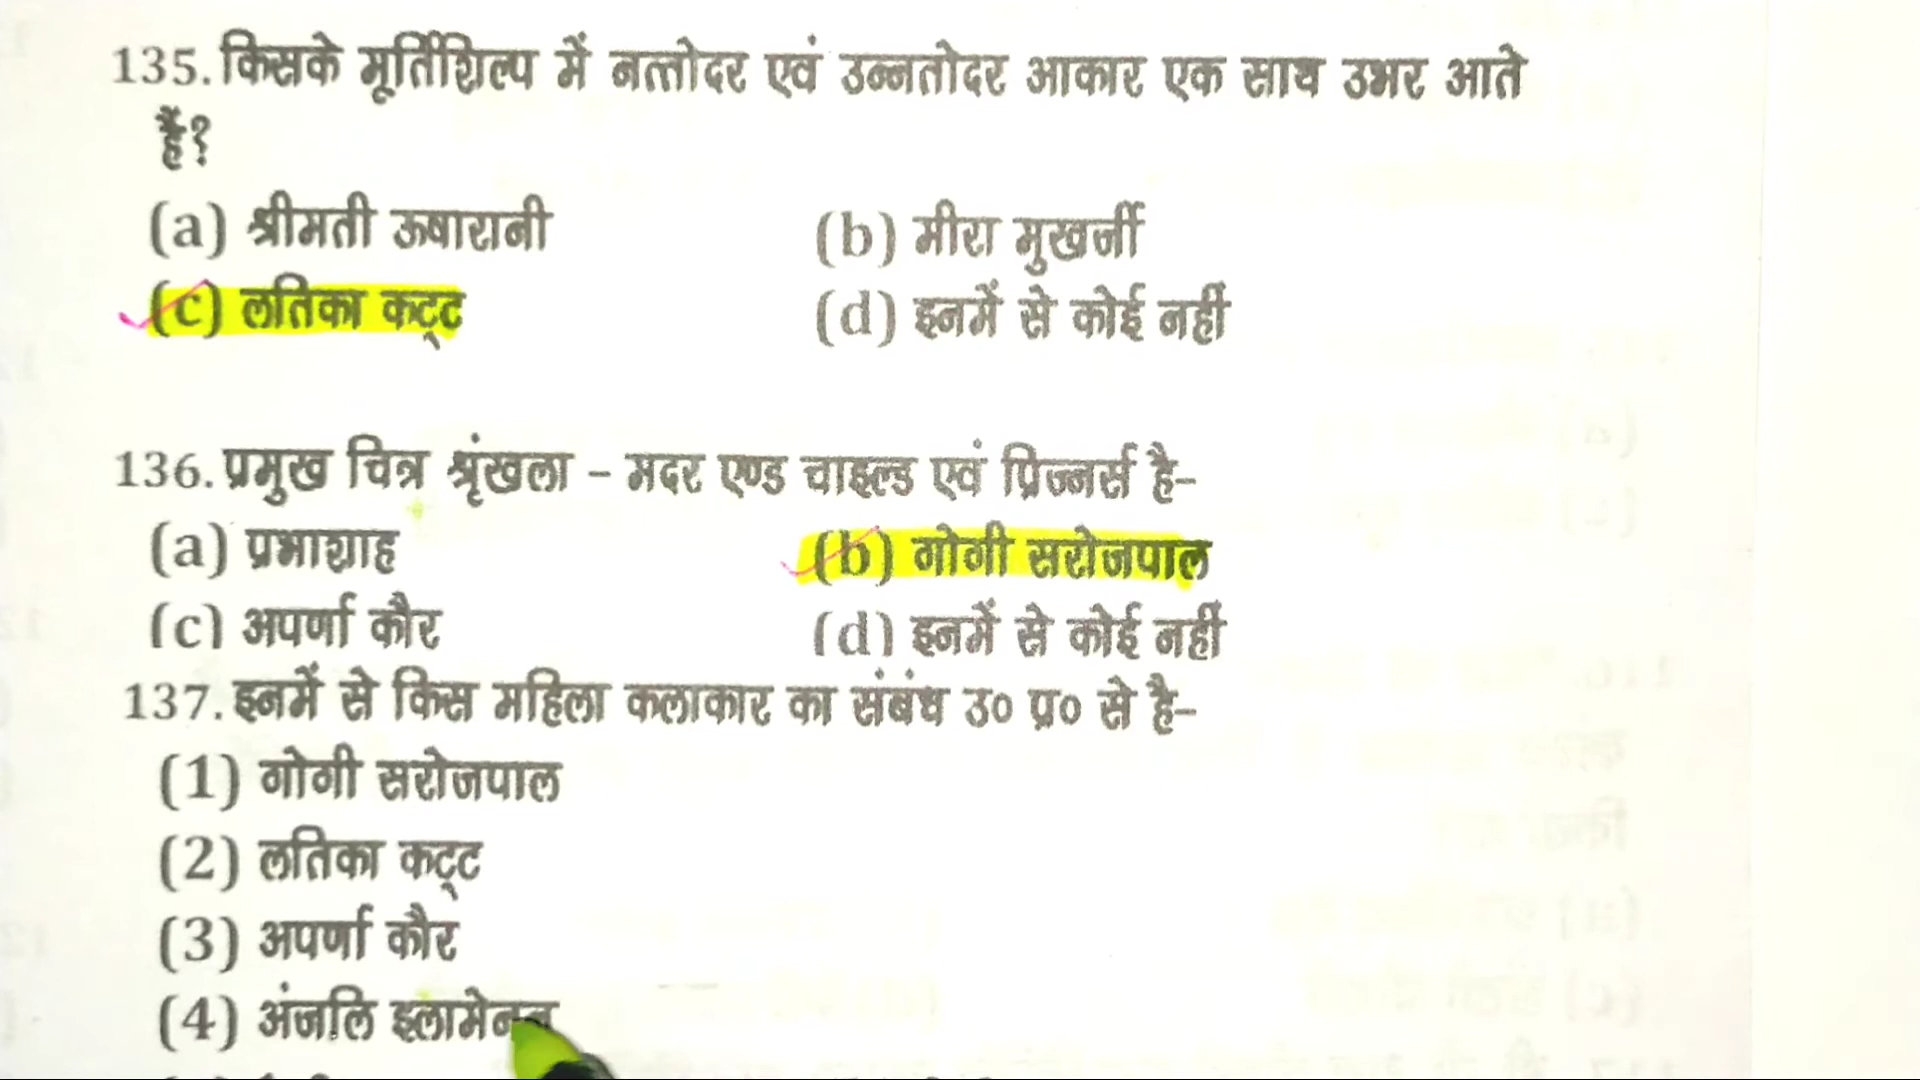 135. किसके मूर्तिशिल्प में नत्तोदर एवं उन्नतोदर आकार एक साथ उभर आते
हैं?
(a) श्रीमती ऊषारानी (b) मीरा मुखर्जी
(c) लतिका कट्ट (d) इनमें से कोई नहीं
136. प्रमुख चित्र श्रृंखला – मदर एण्ड चाइल्ड एवं प्रिज्नर्स है–
(a) प्रभाशाह (b) गोगी सरोजपाल
(c) अपर्णा कौर (d) इनमें से कोई नहीं
137. इनमें से किस महिला कलाकार का संबंध उ० प्र० से है–
(1) गोगी सरोजपाल
(2) लतिका कट्ट
(3) अपर्णा कौर
(4) अंजलि इलामेनन